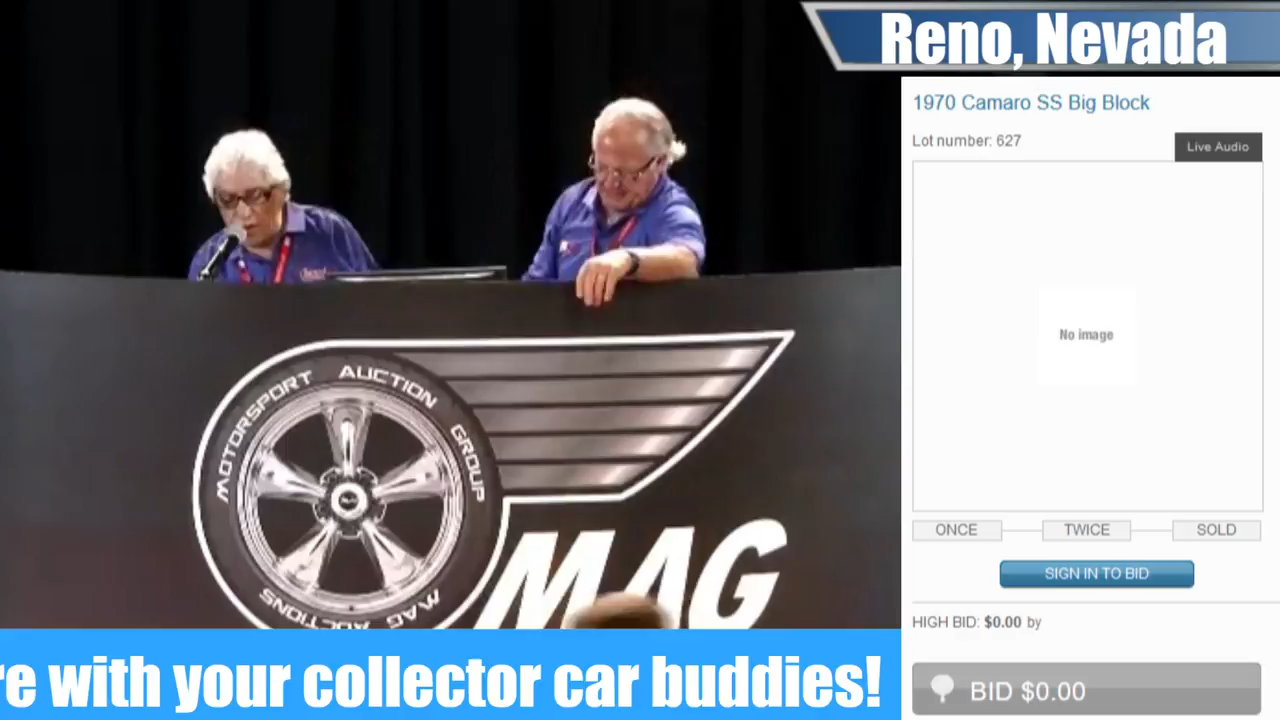 Reno, Nevada
1970 Camaro SS Big Block
Lot number: 627
Live Audio
No image
ONCE
TWICE
SOLD
SIGN IN TO BID
HIGH BID: $0.00 by
BID $0.00
MOTORSPORT AUCTION GROUP
MAG AUCTIONS
MAG
re with your collector car buddies!